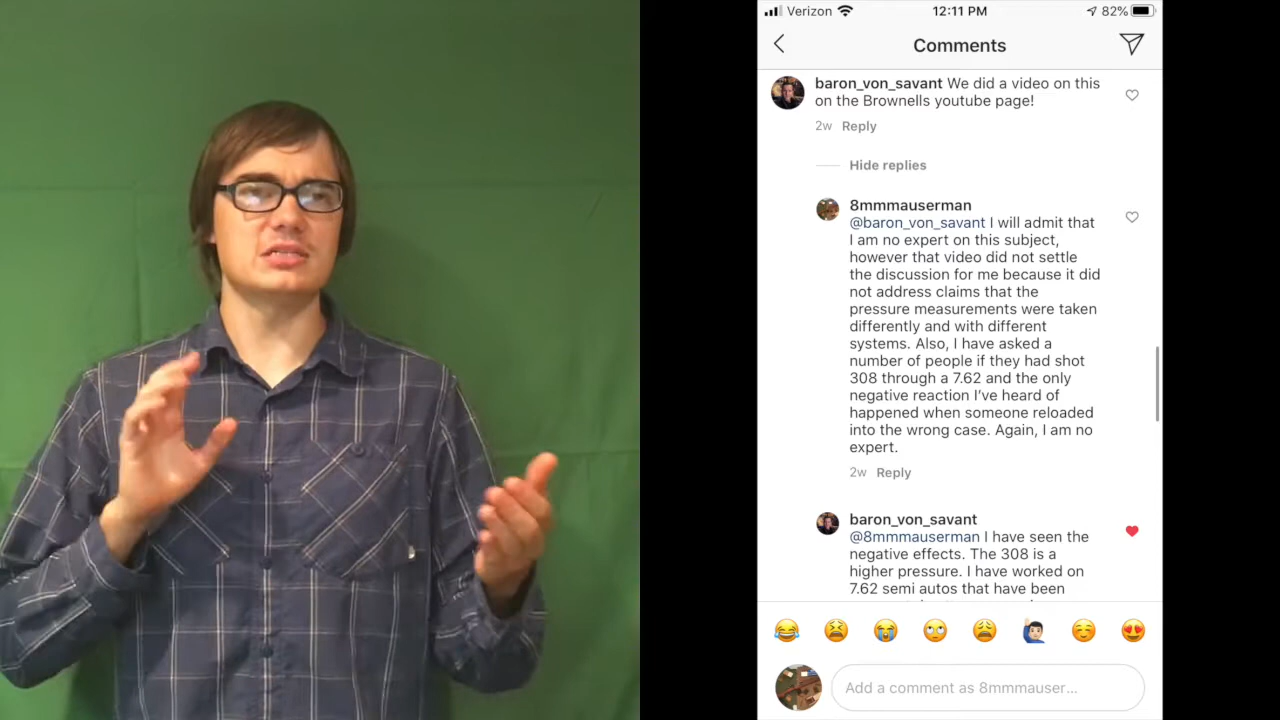 Verizon 12:11 PM 82%
Comments
baron_von_savant We did a video on this
on the Brownells youtube page!
2w Reply
Hide replies
8mmmauserman
@baron_von_savant I will admit that
I am no expert on this subject,
however that video did not settle
the discussion for me because it did
not address claims that the
pressure measurements were taken
differently and with different
systems. Also, I have asked a
number of people if they had shot
308 through a 7.62 and the only
negative reaction I've heard of
happened when someone reloaded
into the wrong case. Again, I am no
expert.
2w Reply
baron_von_savant
@8mmmauserman I have seen the
negative effects. The 308 is a
higher pressure. I have worked on
7.62 semi autos that have been
Add a comment as 8mmmauser...